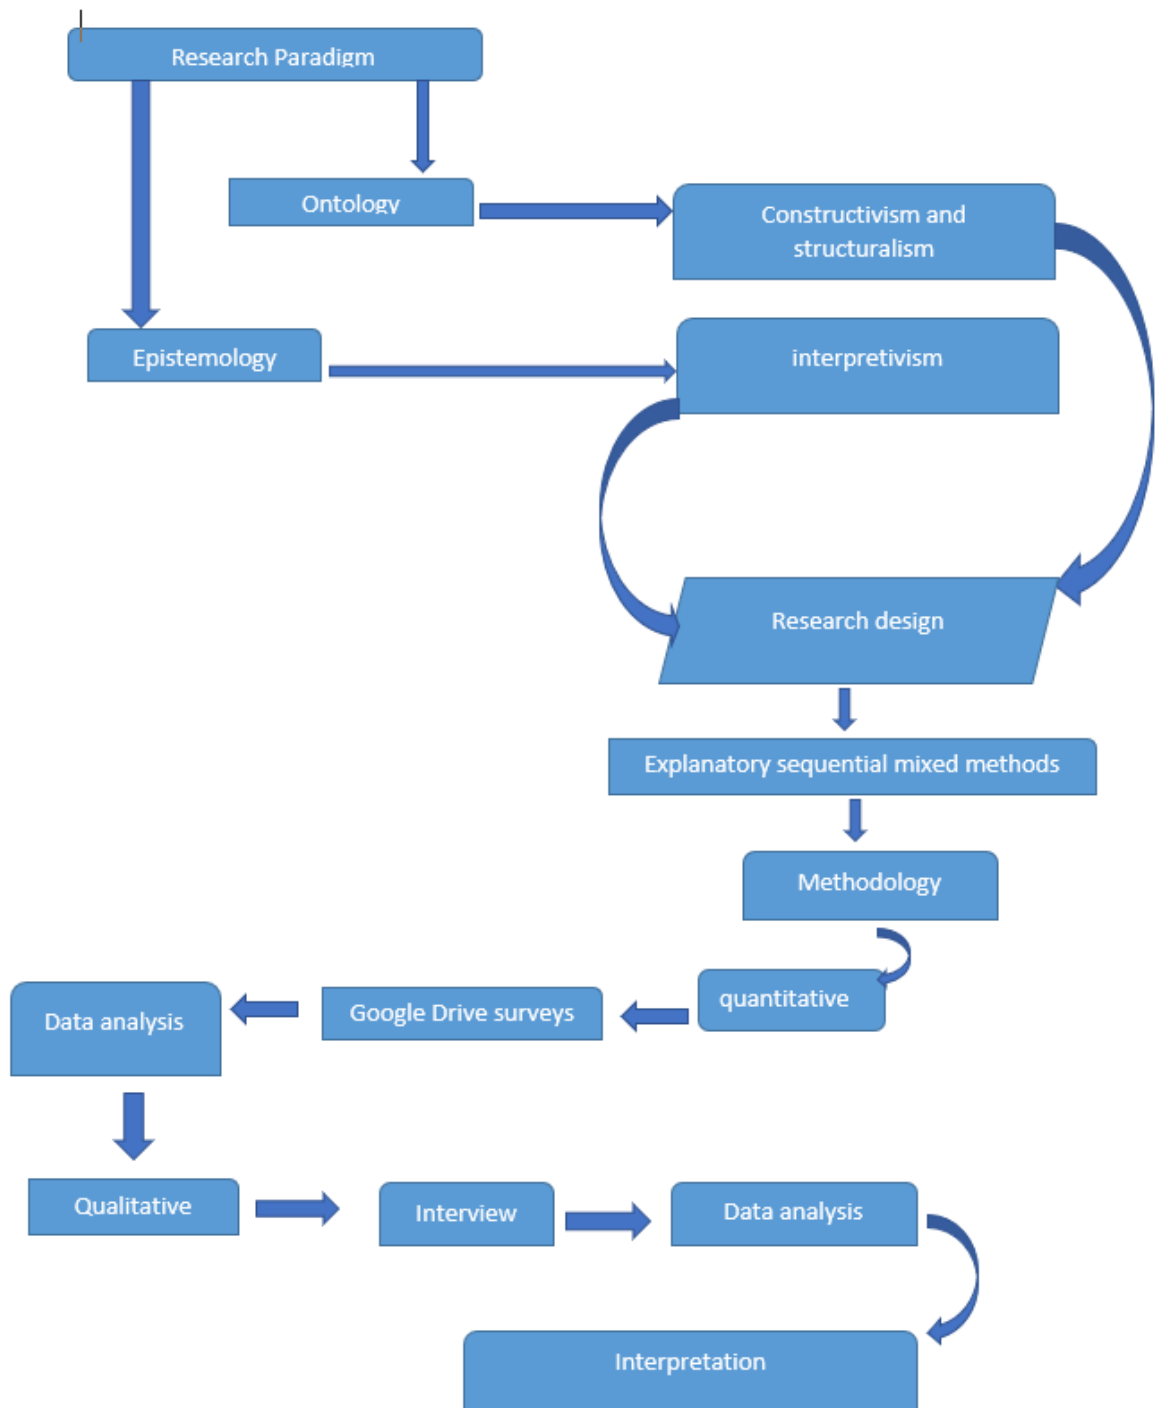 Research Paradigm
Ontology
Constructivism and
structuralism
Epistemology
interpretivism
Research design
Explanatory sequential mixed methods
Methodology
quantitative
Google Drive surveys
Data analysis
Qualitative
Interview
Data analysis
Interpretation